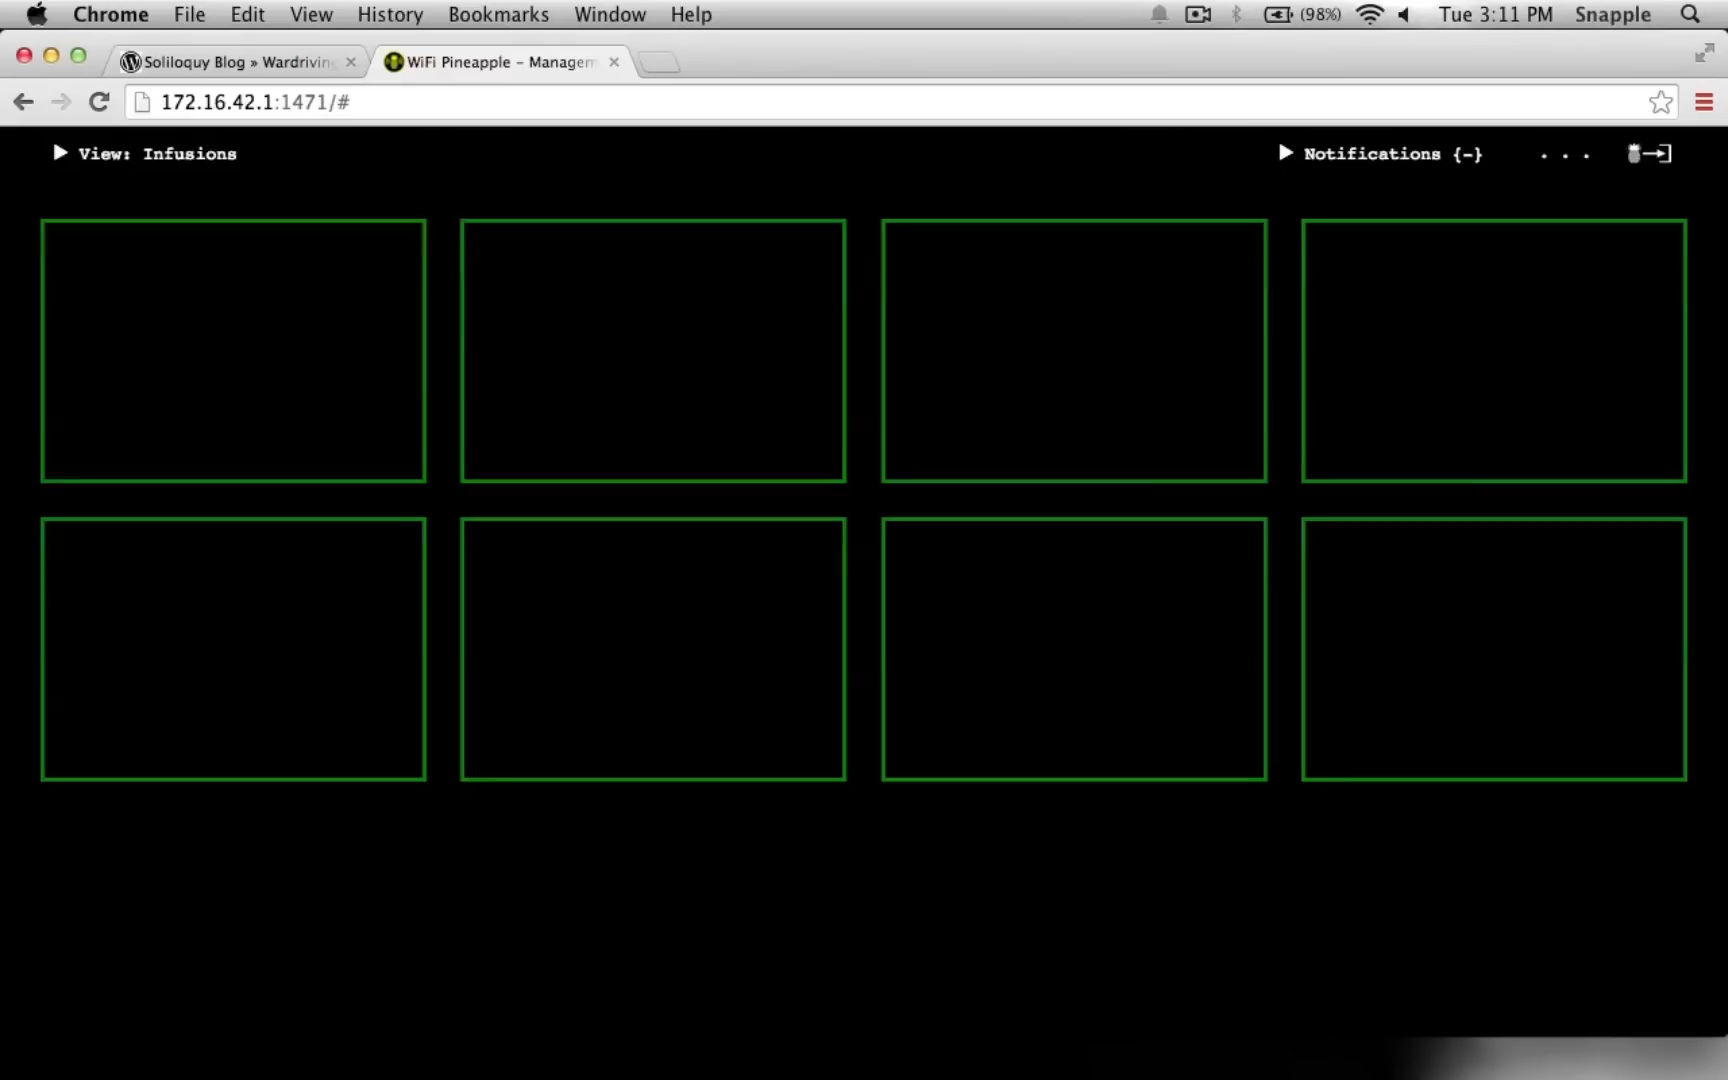 Chrome File Edit View History Bookmarks Window Help (98%) Tue 3:11 PM Snapple
Soliloquy Blog » Wardriving WiFi Pineapple - Managem
172.16.42.1:1471/#
View: Infusions Notifications {-} . . .